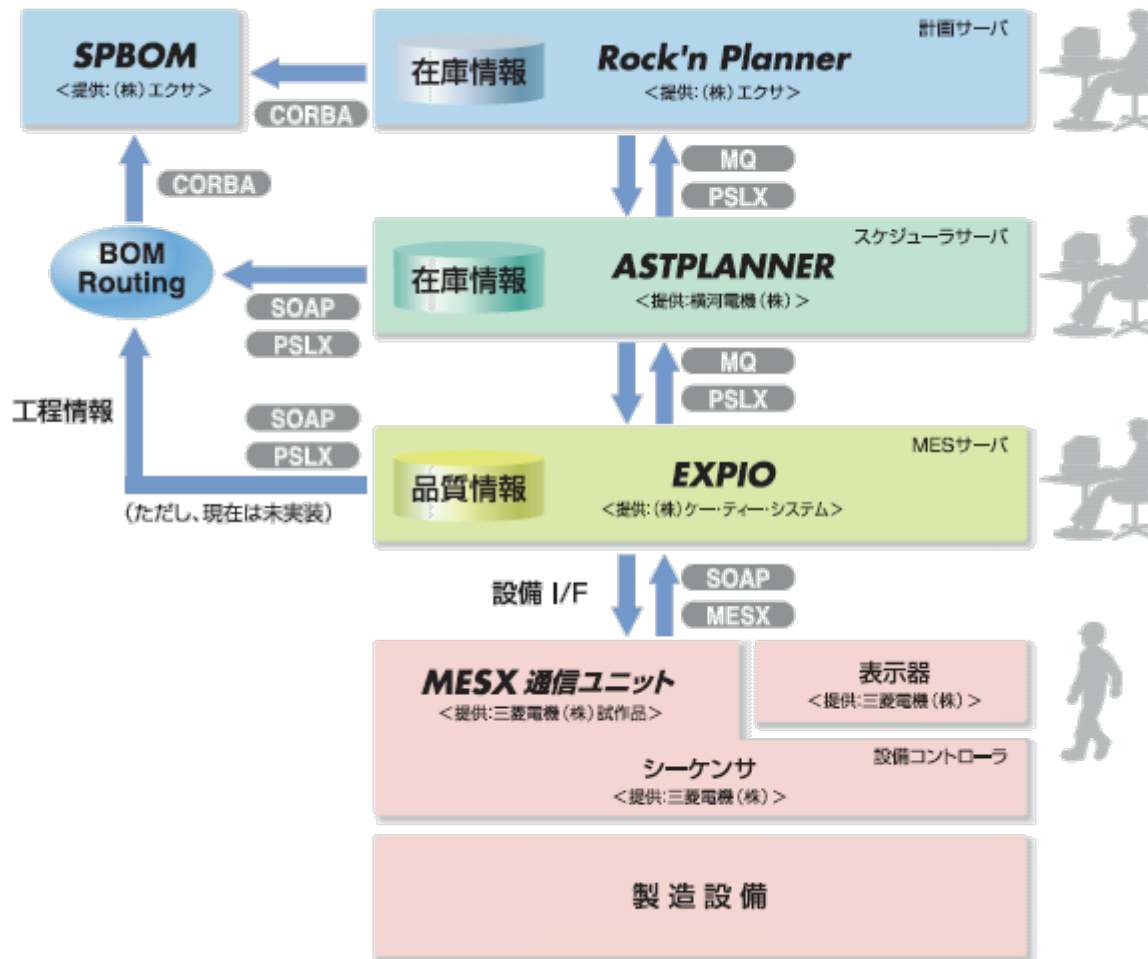 SPBOM
<提供:(株)エクサ>
計画サーバ
在庫情報
Rock'n Planner
<提供:(株)エクサ>
CORBA
MQ
PSLX
CORBA
BOM
Routing
スケジューラサーバ
在庫情報
ASTPLANNER
<提供:横河電機(株)>
SOAP
PSLX
MQ
PSLX
工程情報
SOAP
PSLX
(ただし、現在は未実装)
MESサーバ
品質情報
EXPIO
<提供:(株)ケー・ティー・システム>
設備 I/F
SOAP
MESX
MESX 通信ユニット
<提供:三菱電機(株)試作品>
表示器
<提供:三菱電機(株)>
設備コントローラ
シーケンサ
<提供:三菱電機(株)>
製造設備